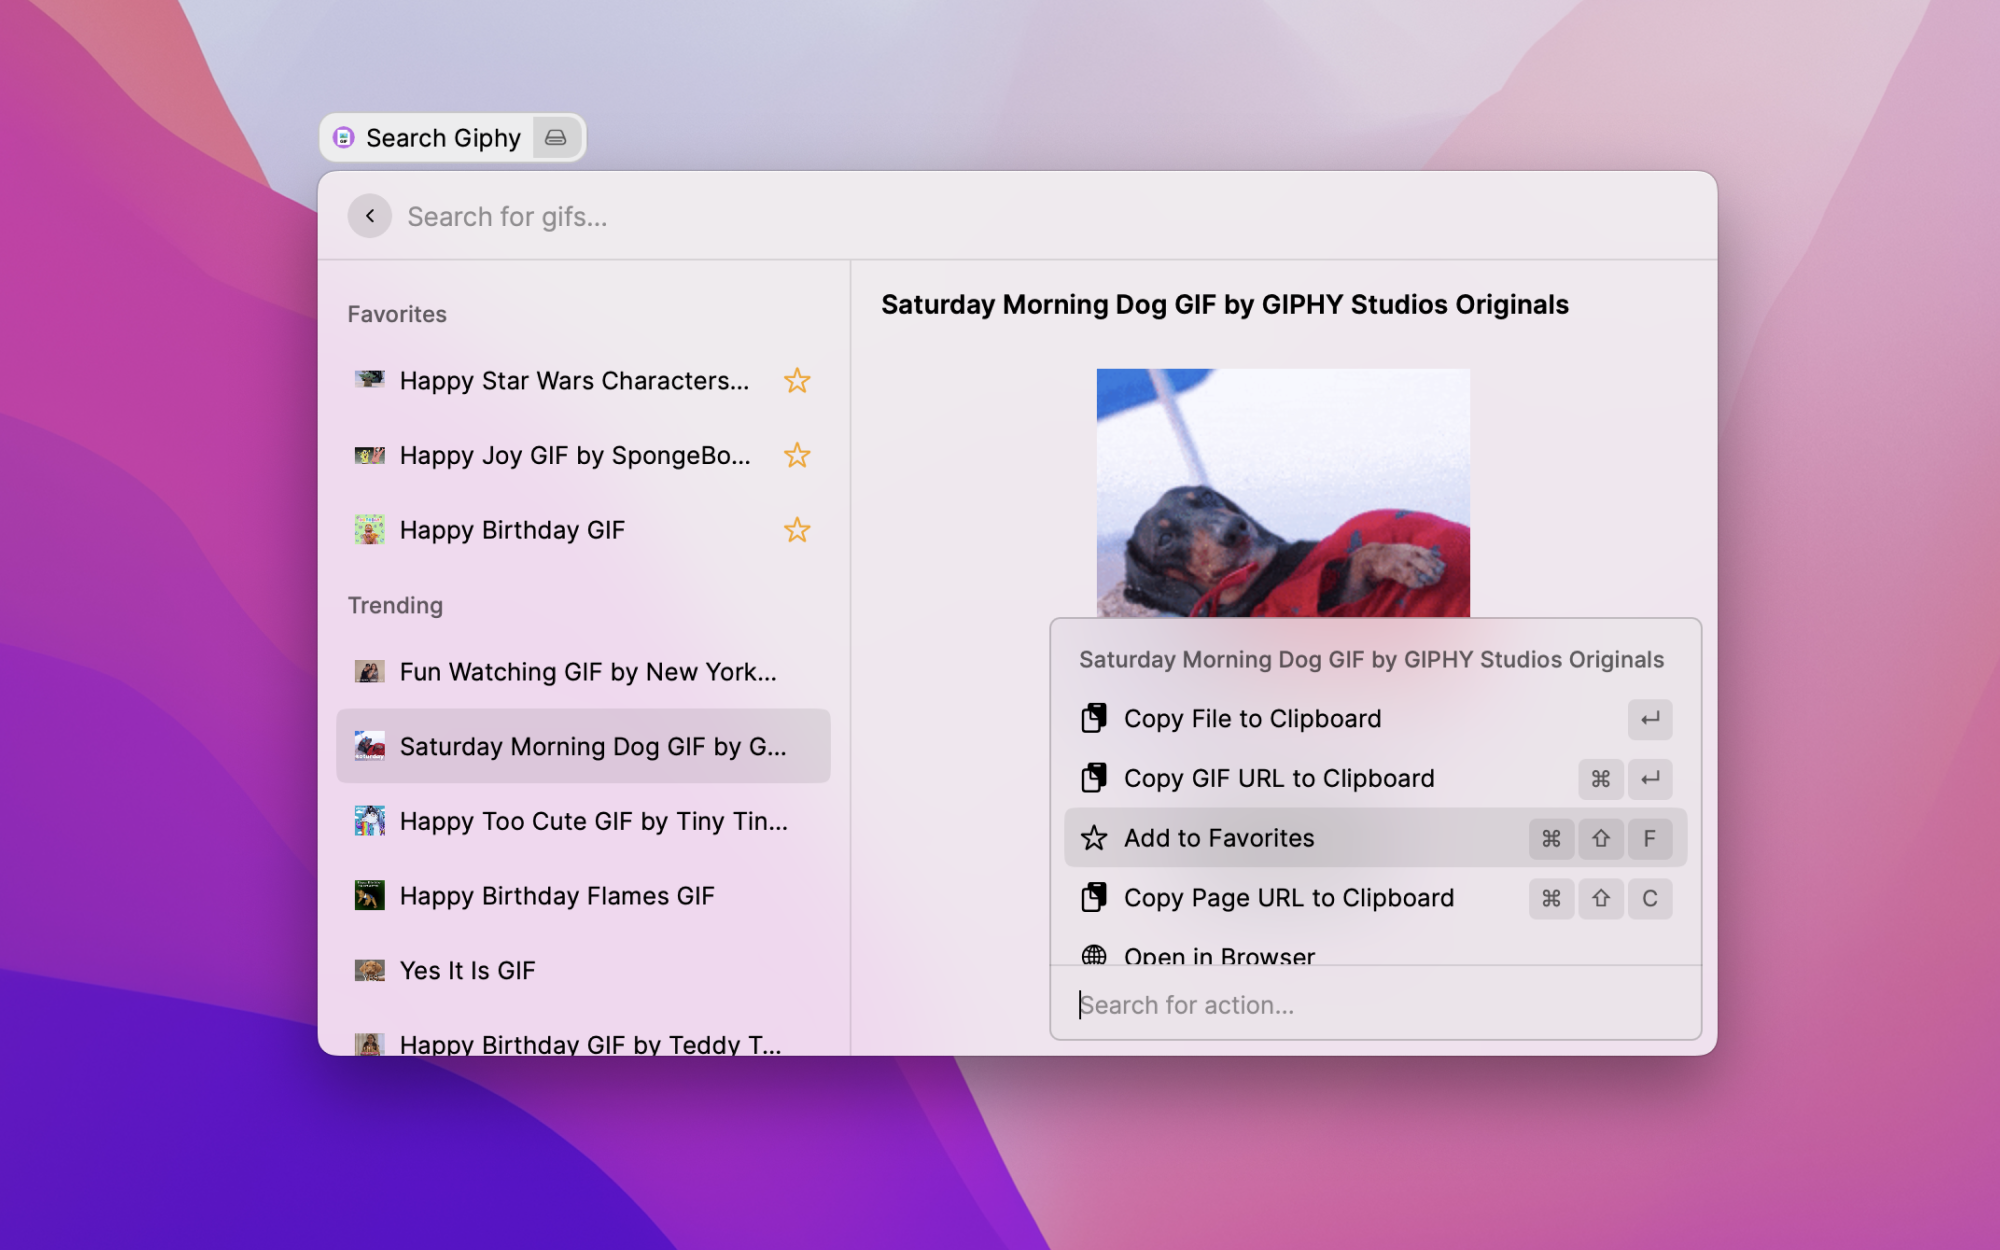 Search Giphy
Search for gifs...
Favorites
Happy Star Wars Characters...
Happy Joy GIF by SpongeBo...
Happy Birthday GIF
Trending
Fun Watching GIF by New York...
Saturday Morning Dog GIF by G...
Happy Too Cute GIF by Tiny Tin...
Happy Birthday Flames GIF
Yes It Is GIF
Happy Birthday GIF by Teddy T...
Saturday Morning Dog GIF by GIPHY Studios Originals
Saturday Morning Dog GIF by GIPHY Studios Originals
Copy File to Clipboard ↵
Copy GIF URL to Clipboard ⌘ ↵
Add to Favorites ⌘ ⇧ F
Copy Page URL to Clipboard ⌘ ⇧ C
Open in Browser
Search for action...